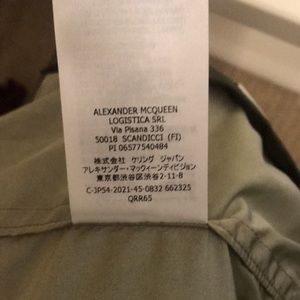 ALEXANDER MCQUEEN
LOGISTICA SRL
Via Pisana 336
50018 SCANDICCI (FI)
PI 06577540484
株式会社 ケリング ジャパン
アレキサンダー・マックィーンディビジョン
東京都渋谷区渋谷2-11-8
C-JP54-2021-45-0832 662325
QRR65